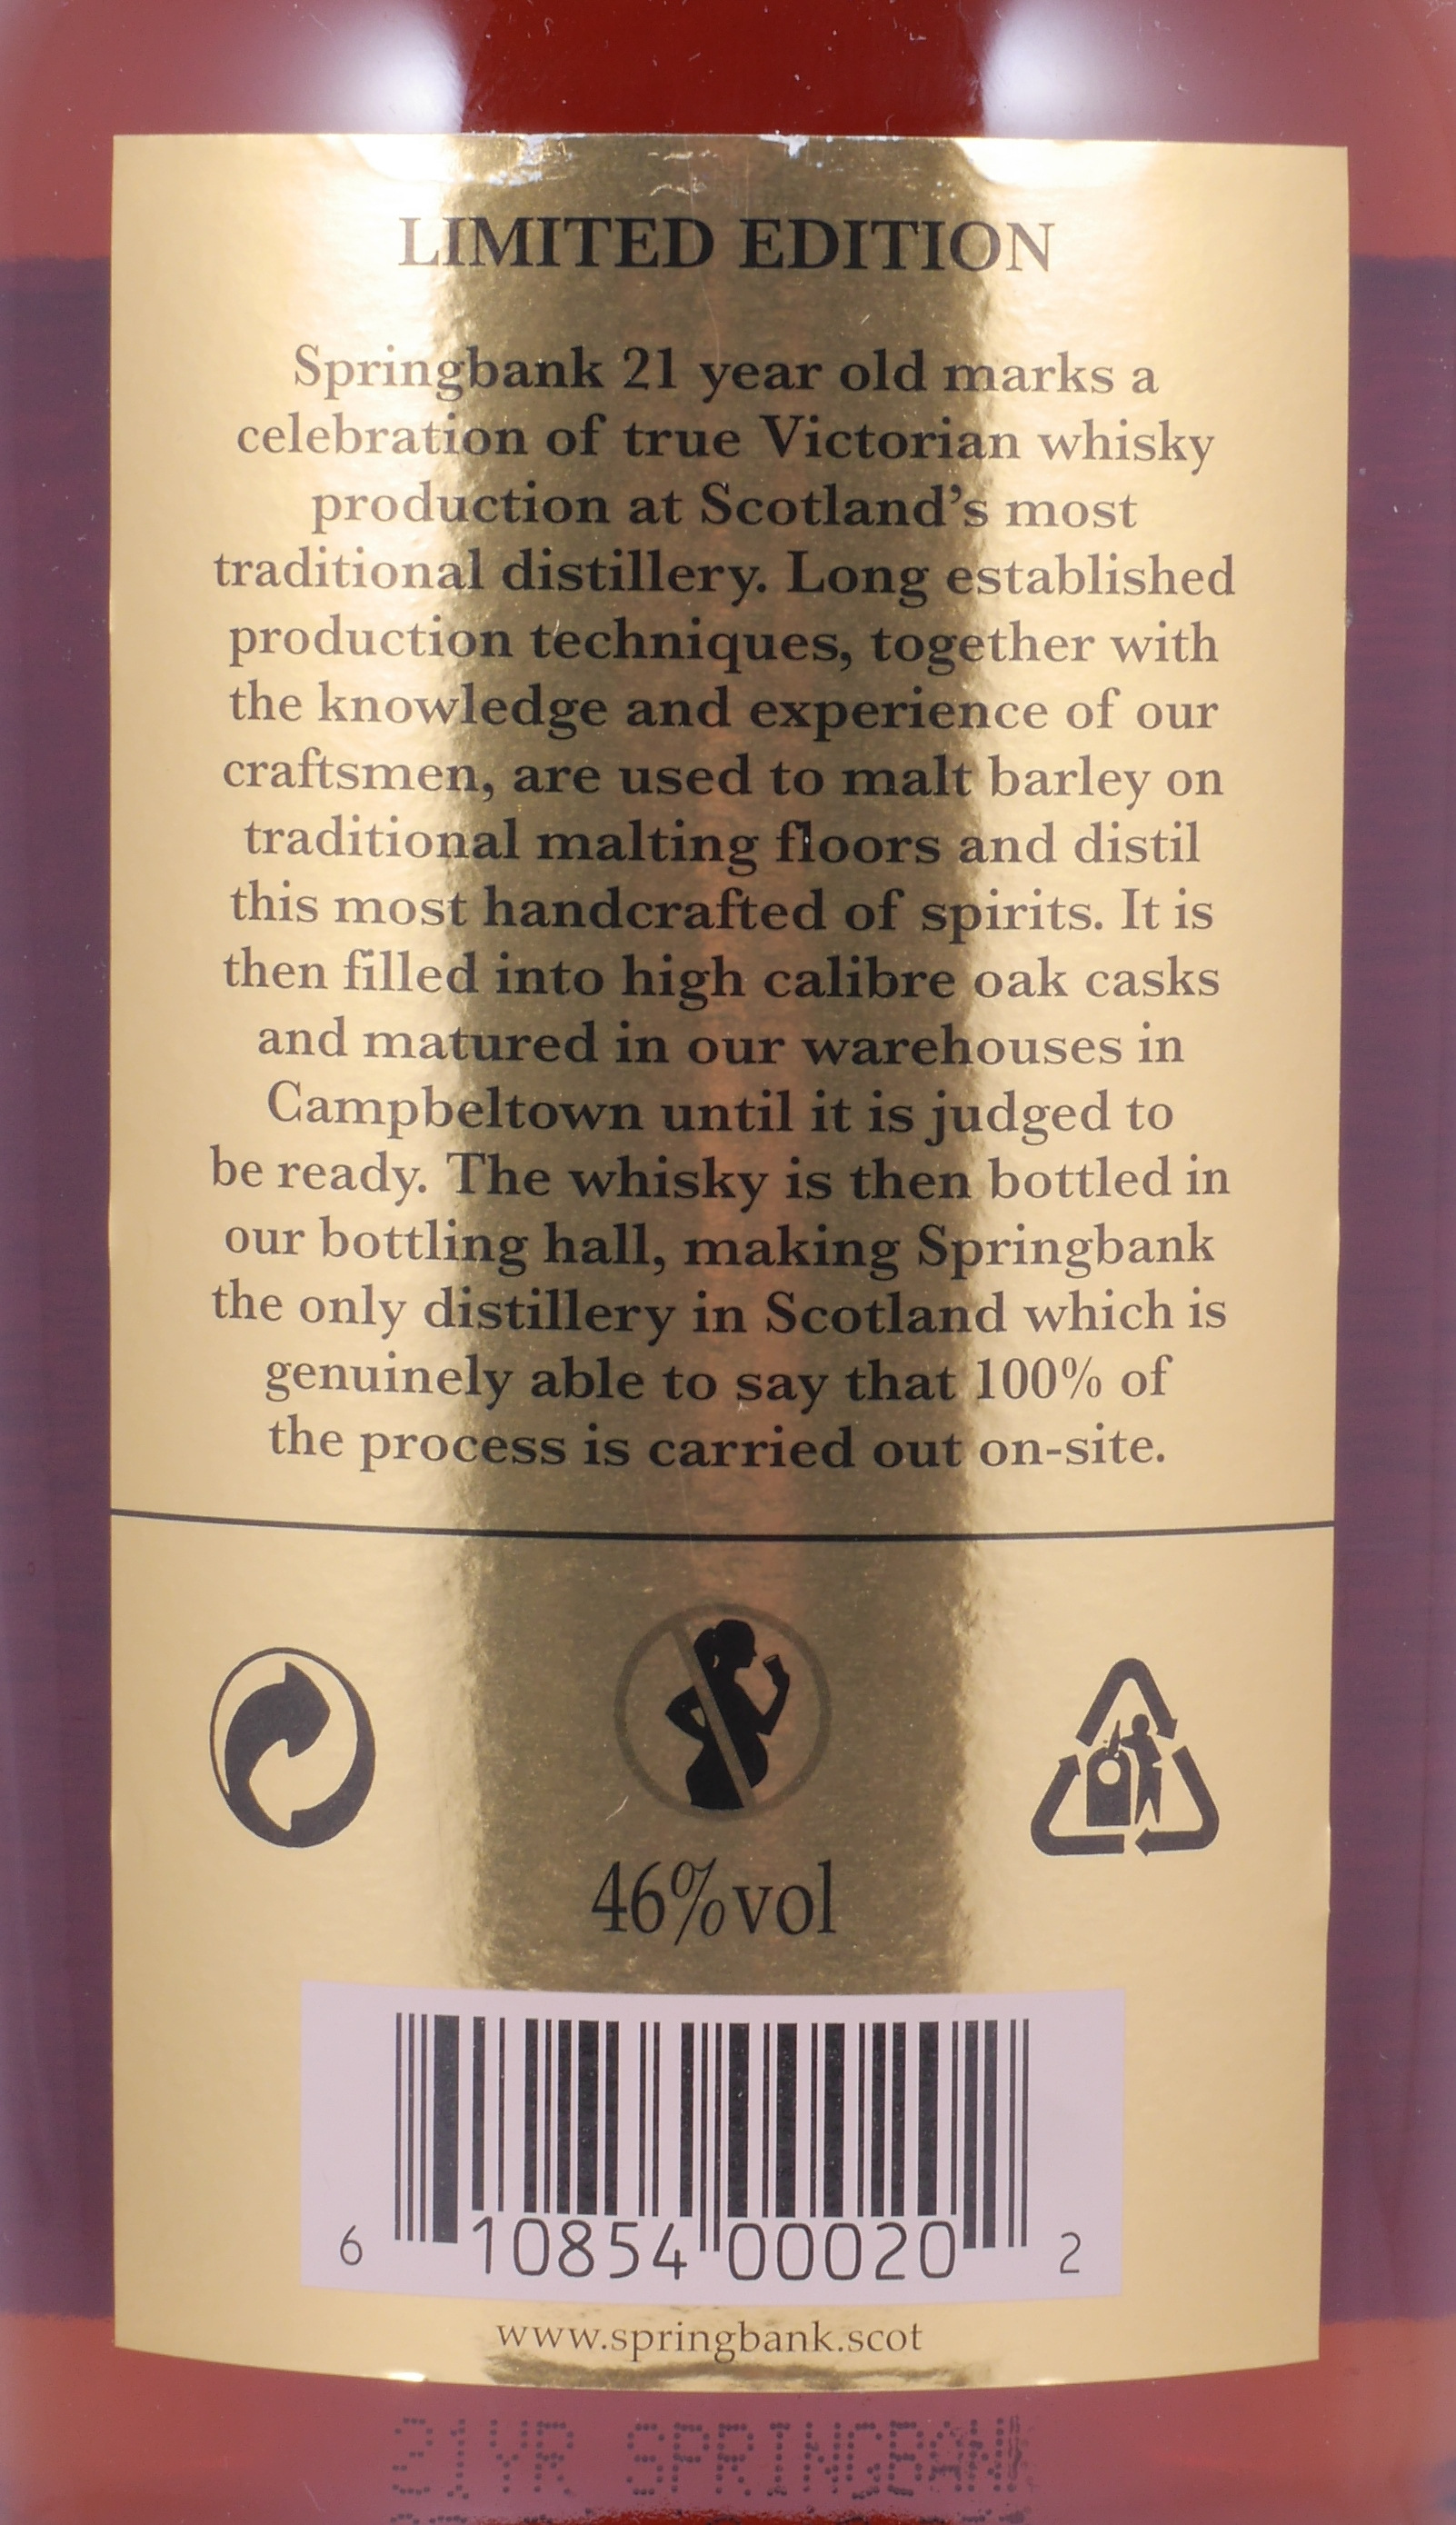 LIMITED EDITION
Springbank 21 year old marks a
celebration of true Victorian whisky
production at Scotland's most
traditional distillery. Long established
production techniques, together with
the knowledge and experience of our
craftsmen, are used to malt barley on
traditional malting floors and distil
this most handcrafted of spirits. It is
then filled into high calibre oak casks
and matured in our warehouses in
Campbeltown until it is judged to
be ready. The whisky is then bottled in
our bottling hall, making Springbank
the only distillery in Scotland which is
genuinely able to say that 100% of
the process is carried out on-site.
46%vol
6 10854 00020 2
www.springbank.scot
21YR SPRINGBANK